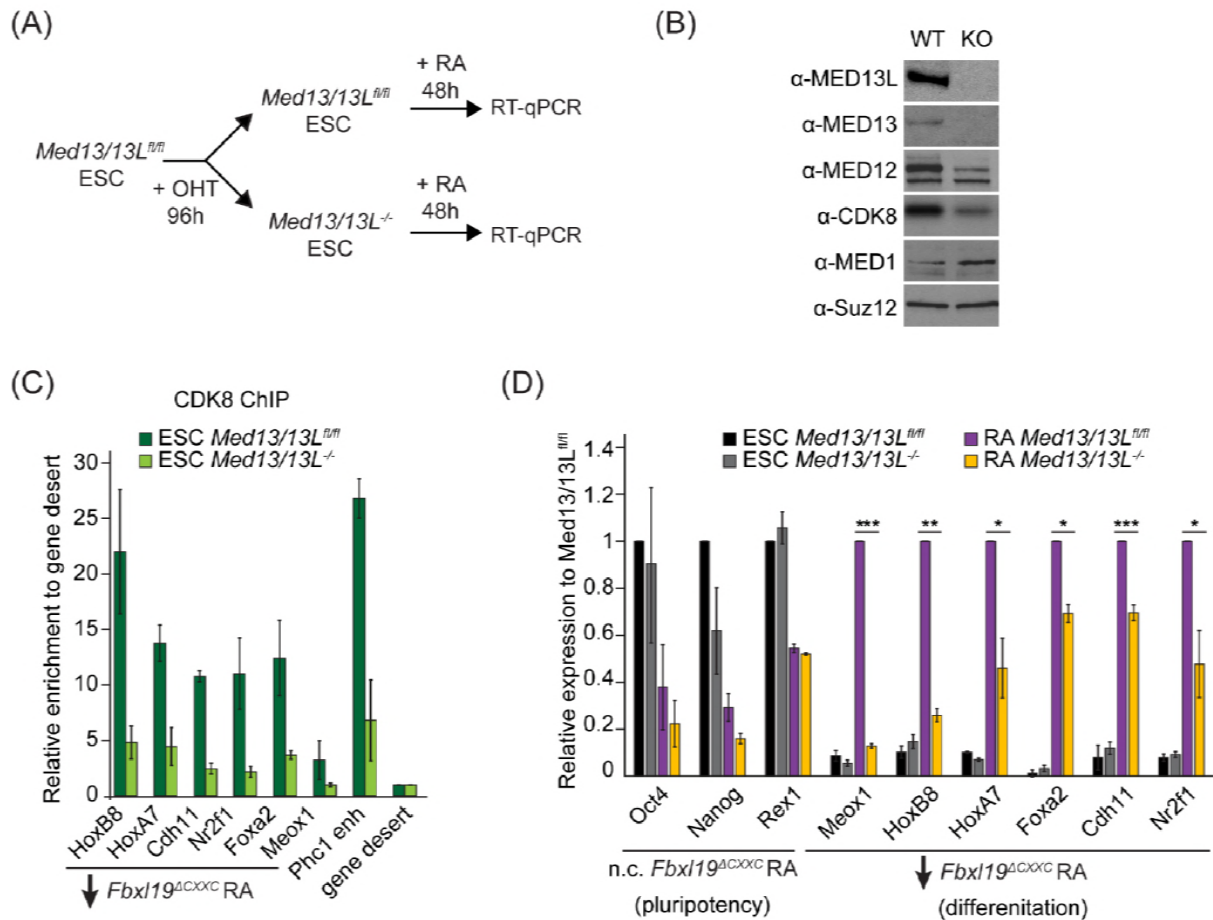 (A)
Med13/13L^fl/fl
ESC
+ OHT
96h
Med13/13L^fl/fl
ESC
+ RA
48h
RT-qPCR
Med13/13L^-/-
ESC
+ RA
48h
RT-qPCR
(B)
WT KO
α-MED13L
α-MED13
α-MED12
α-CDK8
α-MED1
α-Suz12
(C)
CDK8 ChIP
ESC Med13/13L^fl/fl
ESC Med13/13L^-/-
Relative enrichment to gene desert
30
25
20
15
10
5
0
HoxB8
HoxA7
Cdh11
Nr2f1
Foxa2
Meox1
Phc1 enh
gene desert
Fbxl19^ΔCXXC RA
(D)
ESC Med13/13L^fl/fl
ESC Med13/13L^-/-
RA Med13/13L^fl/fl
RA Med13/13L^-/-
Relative expression to Med13/13L^fl/fl
1.4
1.2
1
0.8
0.6
0.4
0.2
0
*** ** * * *** *
Oct4
Nanog
Rex1
Meox1
HoxB8
HoxA7
Foxa2
Cdh11
Nr2f1
n.c. Fbxl19^ΔCXXC RA
(pluripotency)
Fbxl19^ΔCXXC RA
(differenitation)